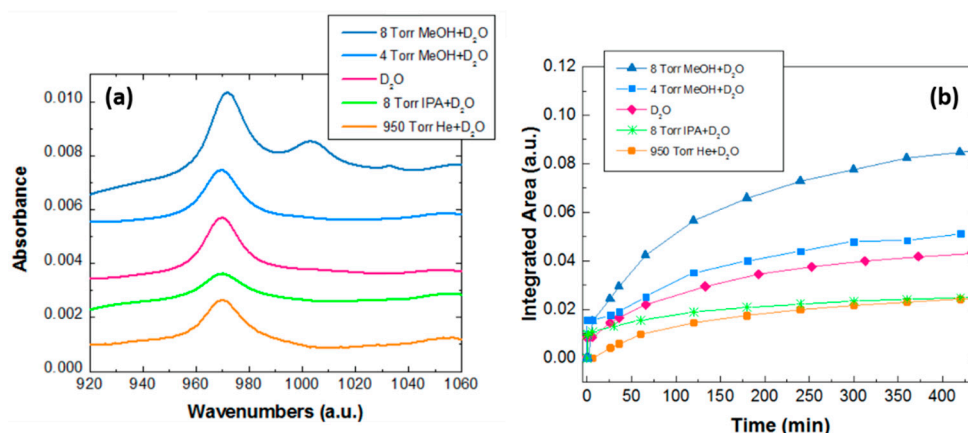 8 Torr MeOH+D₂O
4 Torr MeOH+D₂O
D₂O
8 Torr IPA+D₂O
950 Torr He+D₂O
(a)
Absorbance
0.010
0.008
0.006
0.004
0.002
0.000
920 940 960 980 1000 1020 1040 1060
Wavenumbers (a.u.)
8 Torr MeOH+D₂O
4 Torr MeOH+D₂O
D₂O
8 Torr IPA+D₂O
950 Torr He+D₂O
(b)
Integrated Area (a.u.)
0.12
0.10
0.08
0.06
0.04
0.02
0.00
0 50 100 150 200 250 300 350 400
Time (min)